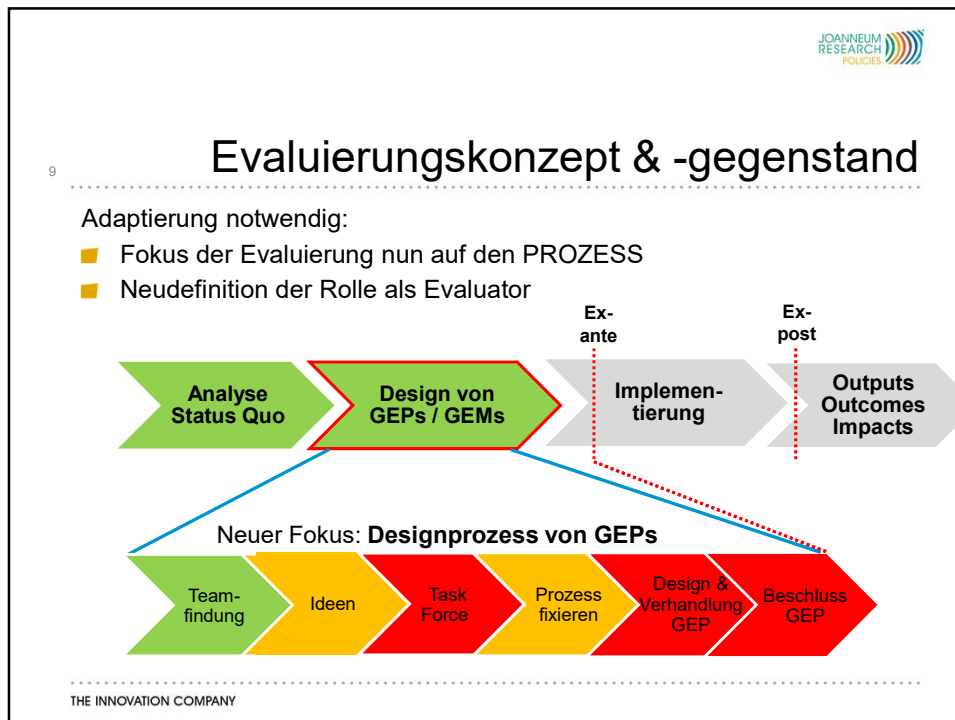 JOANNEUM
RESEARCH
POLICIES
9
Evaluierungskonzept & -gegenstand
Adaptierung notwendig:
Fokus der Evaluierung nun auf den PROZESS
Neudefinition der Rolle als Evaluator
Ex-
ante
Ex-
post
Analyse
Status Quo
Design von
GEPs / GEMs
Implemen-
tierung
Outputs
Outcomes
Impacts
Neuer Fokus: Designprozess von GEPs
Team-
findung
Ideen
Task
Force
Prozess
fixieren
Design &
Verhandlung
GEP
Beschluss
GEP
THE INNOVATION COMPANY